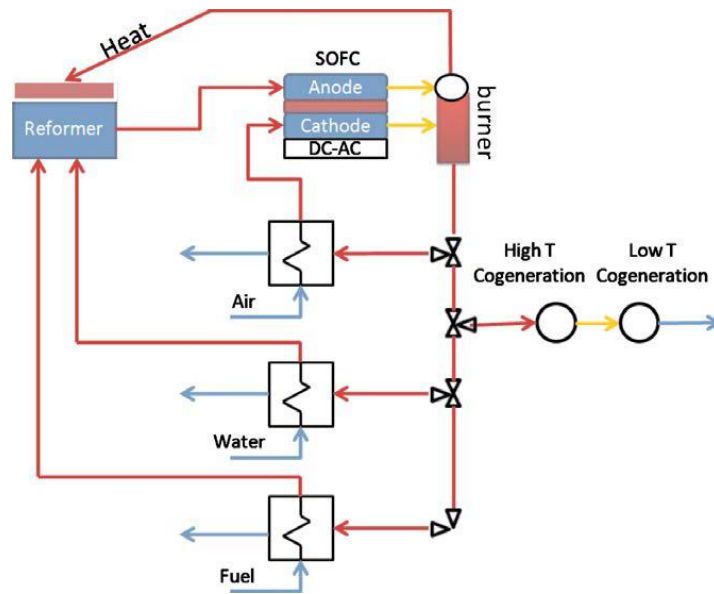 Heat
SOFC
Anode
Reformer
Cathode
DC-AC
burner
High T
Cogeneration
Low T
Cogeneration
Air
Water
Fuel